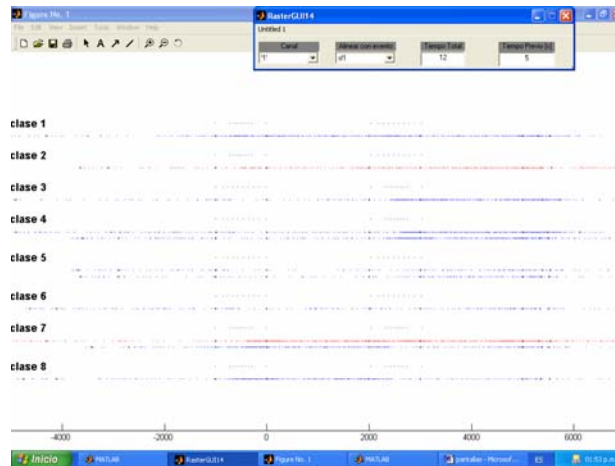 Figure No. 1
RasterGUI14
File Edit View Insert Tools Window Help
Untitled 1
Canal
Alinear con evento
Tiempo Total
Tiempo Previo [s]
'1'
12
5
clase 1
clase 2
clase 3
clase 4
clase 5
clase 6
clase 7
clase 8
-4000 -2000 0 2000 4000 6000
Inicio MATLAB RasterGUI14 Figure No. 1 MATLAB pantallas - Microsof... ES 01:53 p.m.